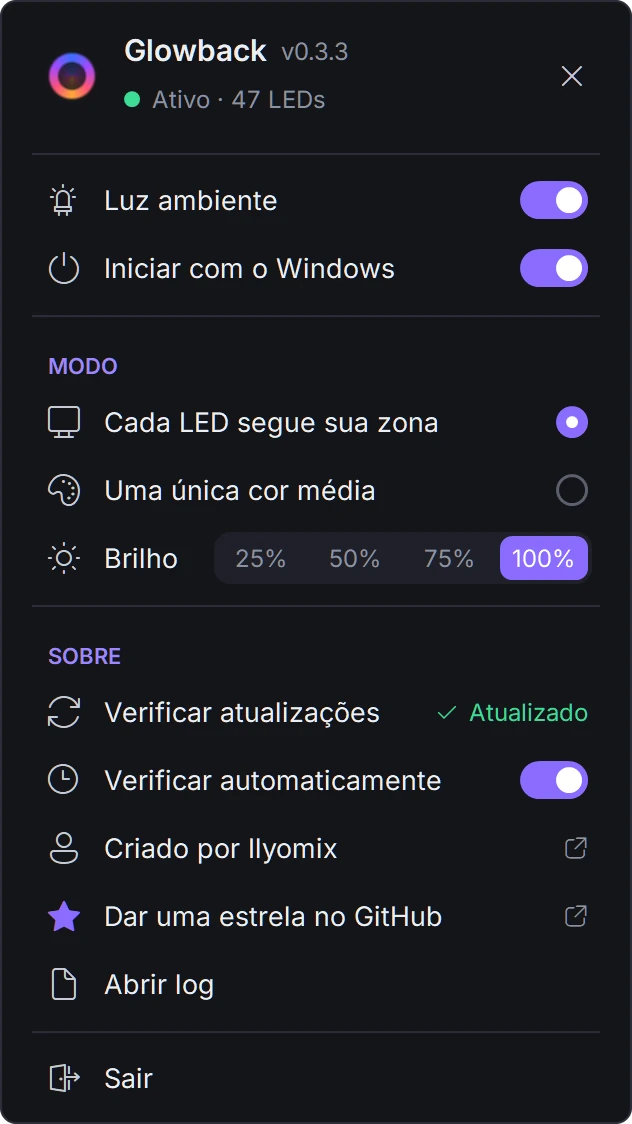 Glowback v0.3.3
Ativo · 47 LEDs
Luz ambiente
Iniciar com o Windows
MODO
Cada LED segue sua zona
Uma única cor média
Brilho 25% 50% 75% 100%
SOBRE
Verificar atualizações Atualizado
Verificar automaticamente
Criado por Ilyomix
Dar uma estrela no GitHub
Abrir log
Sair